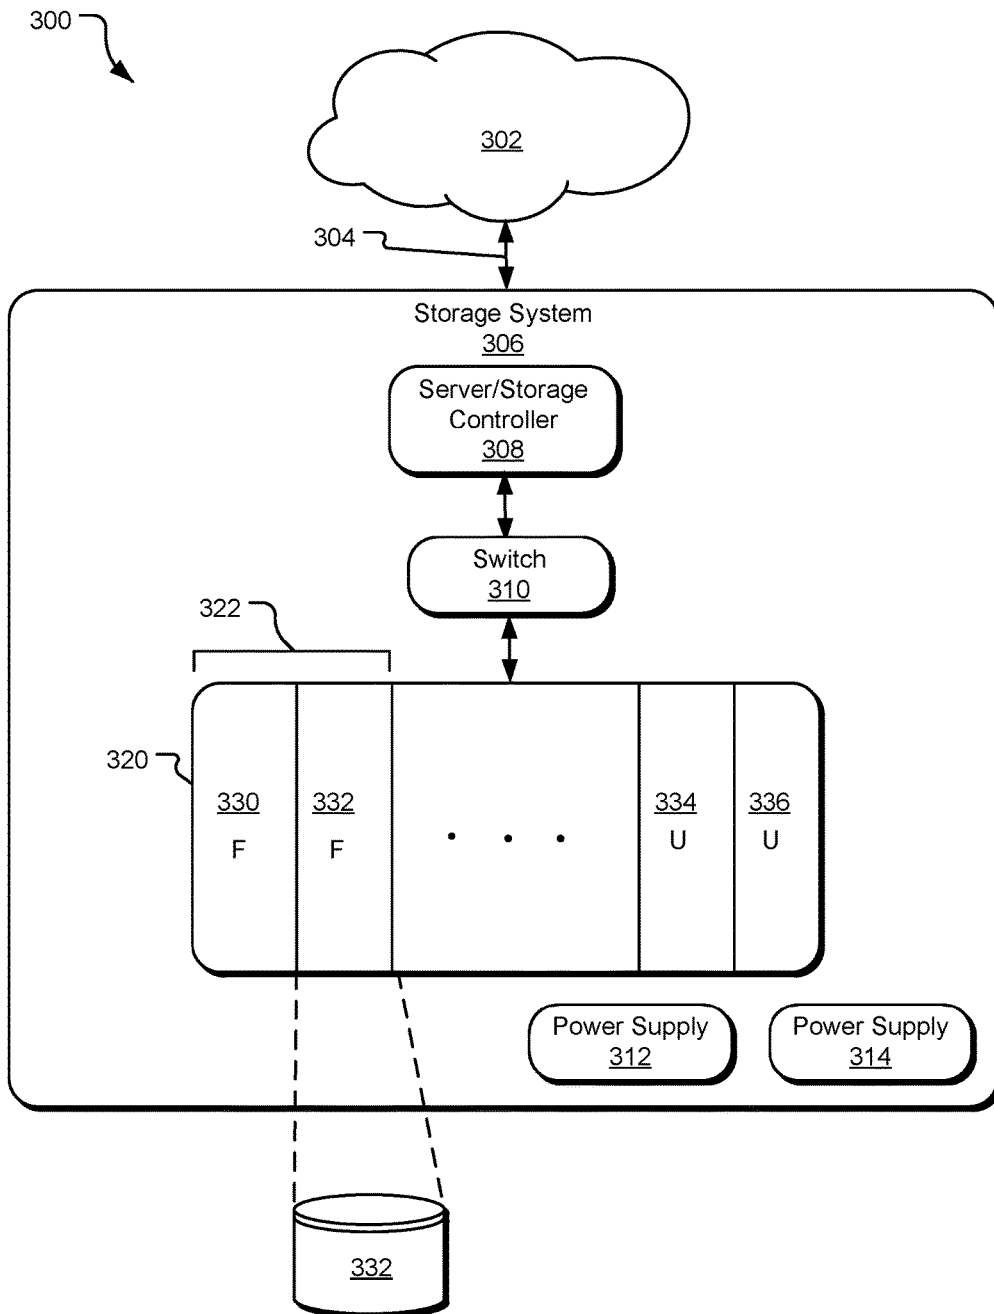 300
302
304
Storage System
306
Server/Storage
Controller
308
Switch
310
322
320
330
F
332
F
. . .
334
U
336
U
Power Supply
312
Power Supply
314
332